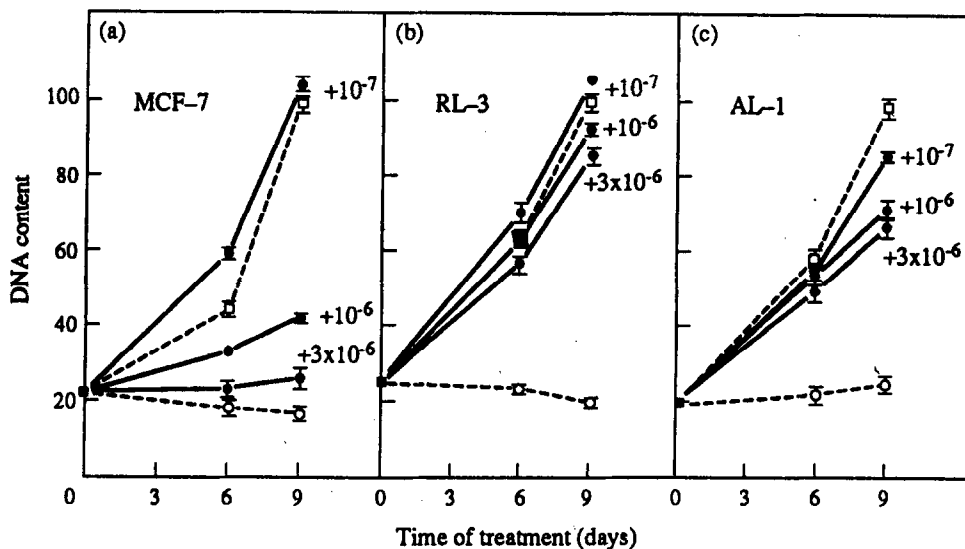 (a)
MCF–7
+10⁻⁷
+10⁻⁶
+3x10⁻⁶
(b)
RL–3
+10⁻⁷
+10⁻⁶
+3x10⁻⁶
(c)
AL–1
+10⁻⁷
+10⁻⁶
+3x10⁻⁶
DNA content
100
80
60
40
20
0 3 6 9 0 3 6 9 0 3 6 9
Time of treatment (days)